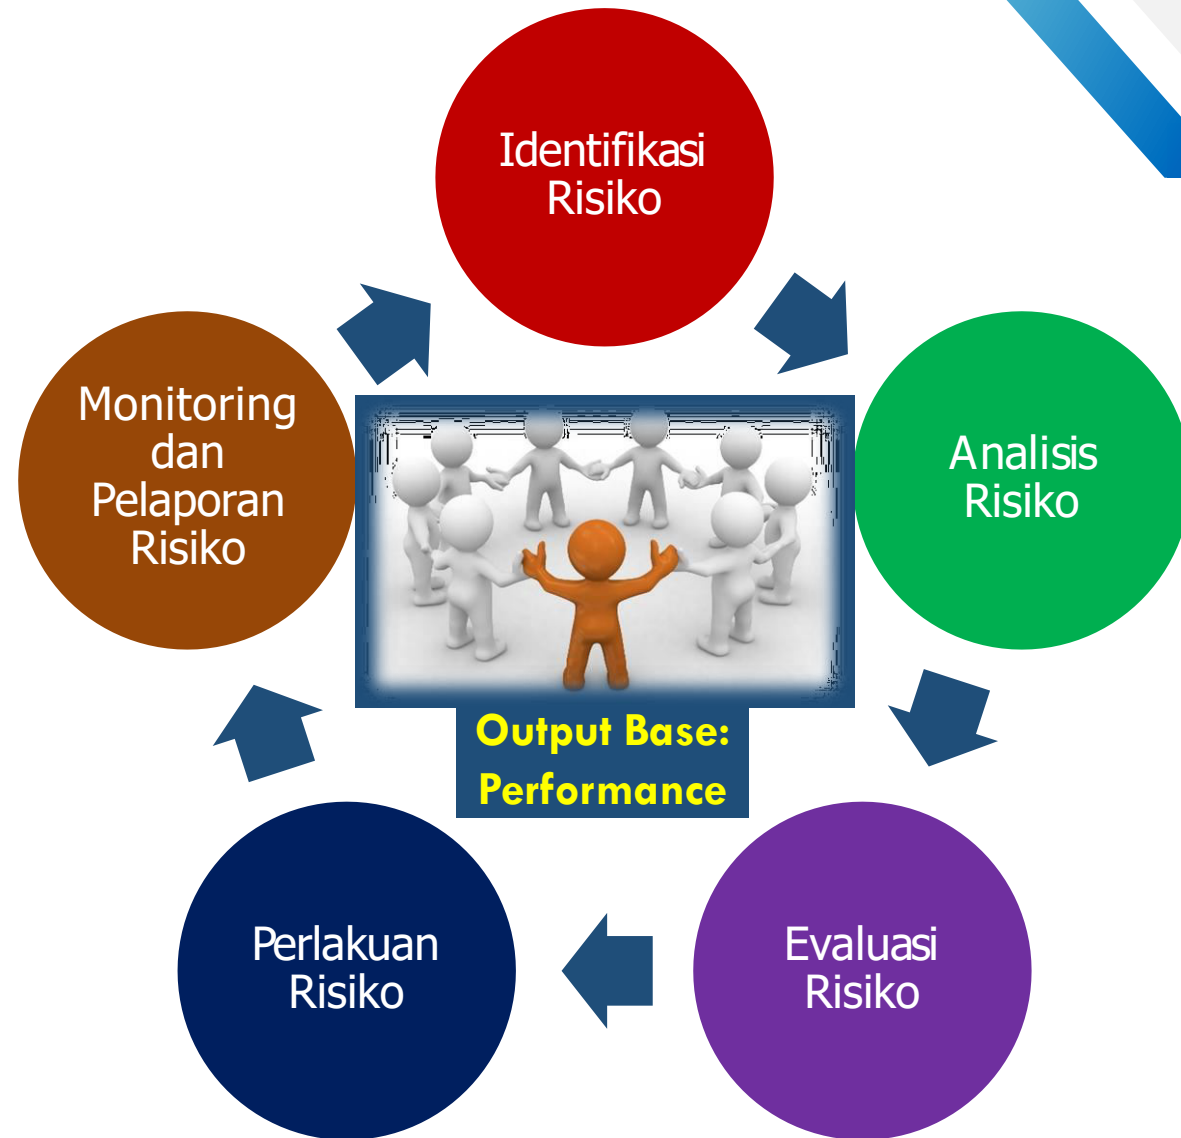 Identifikasi
Risiko
Analisis
Risiko
Evaluasi
Risiko
Perlakuan
Risiko
Monitoring
dan
Pelaporan
Risiko
Output Base:
Performance